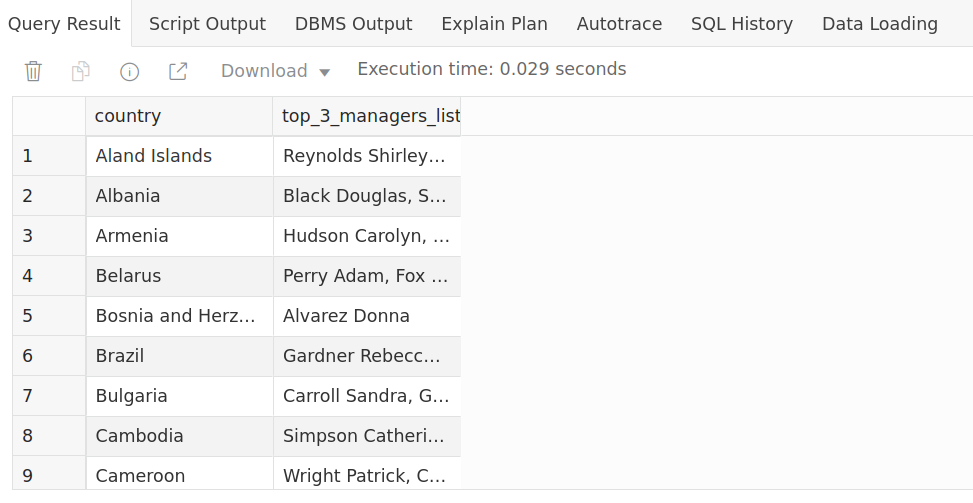 Query Result Script Output DBMS Output Explain Plan Autotrace SQL History Data Loading
Download Execution time: 0.029 seconds
country top_3_managers_list
1 Aland Islands Reynolds Shirley...
2 Albania Black Douglas, S...
3 Armenia Hudson Carolyn, ...
4 Belarus Perry Adam, Fox ...
5 Bosnia and Herz... Alvarez Donna
6 Brazil Gardner Rebecc...
7 Bulgaria Carroll Sandra, G...
8 Cambodia Simpson Catheri...
9 Cameroon Wright Patrick, C...